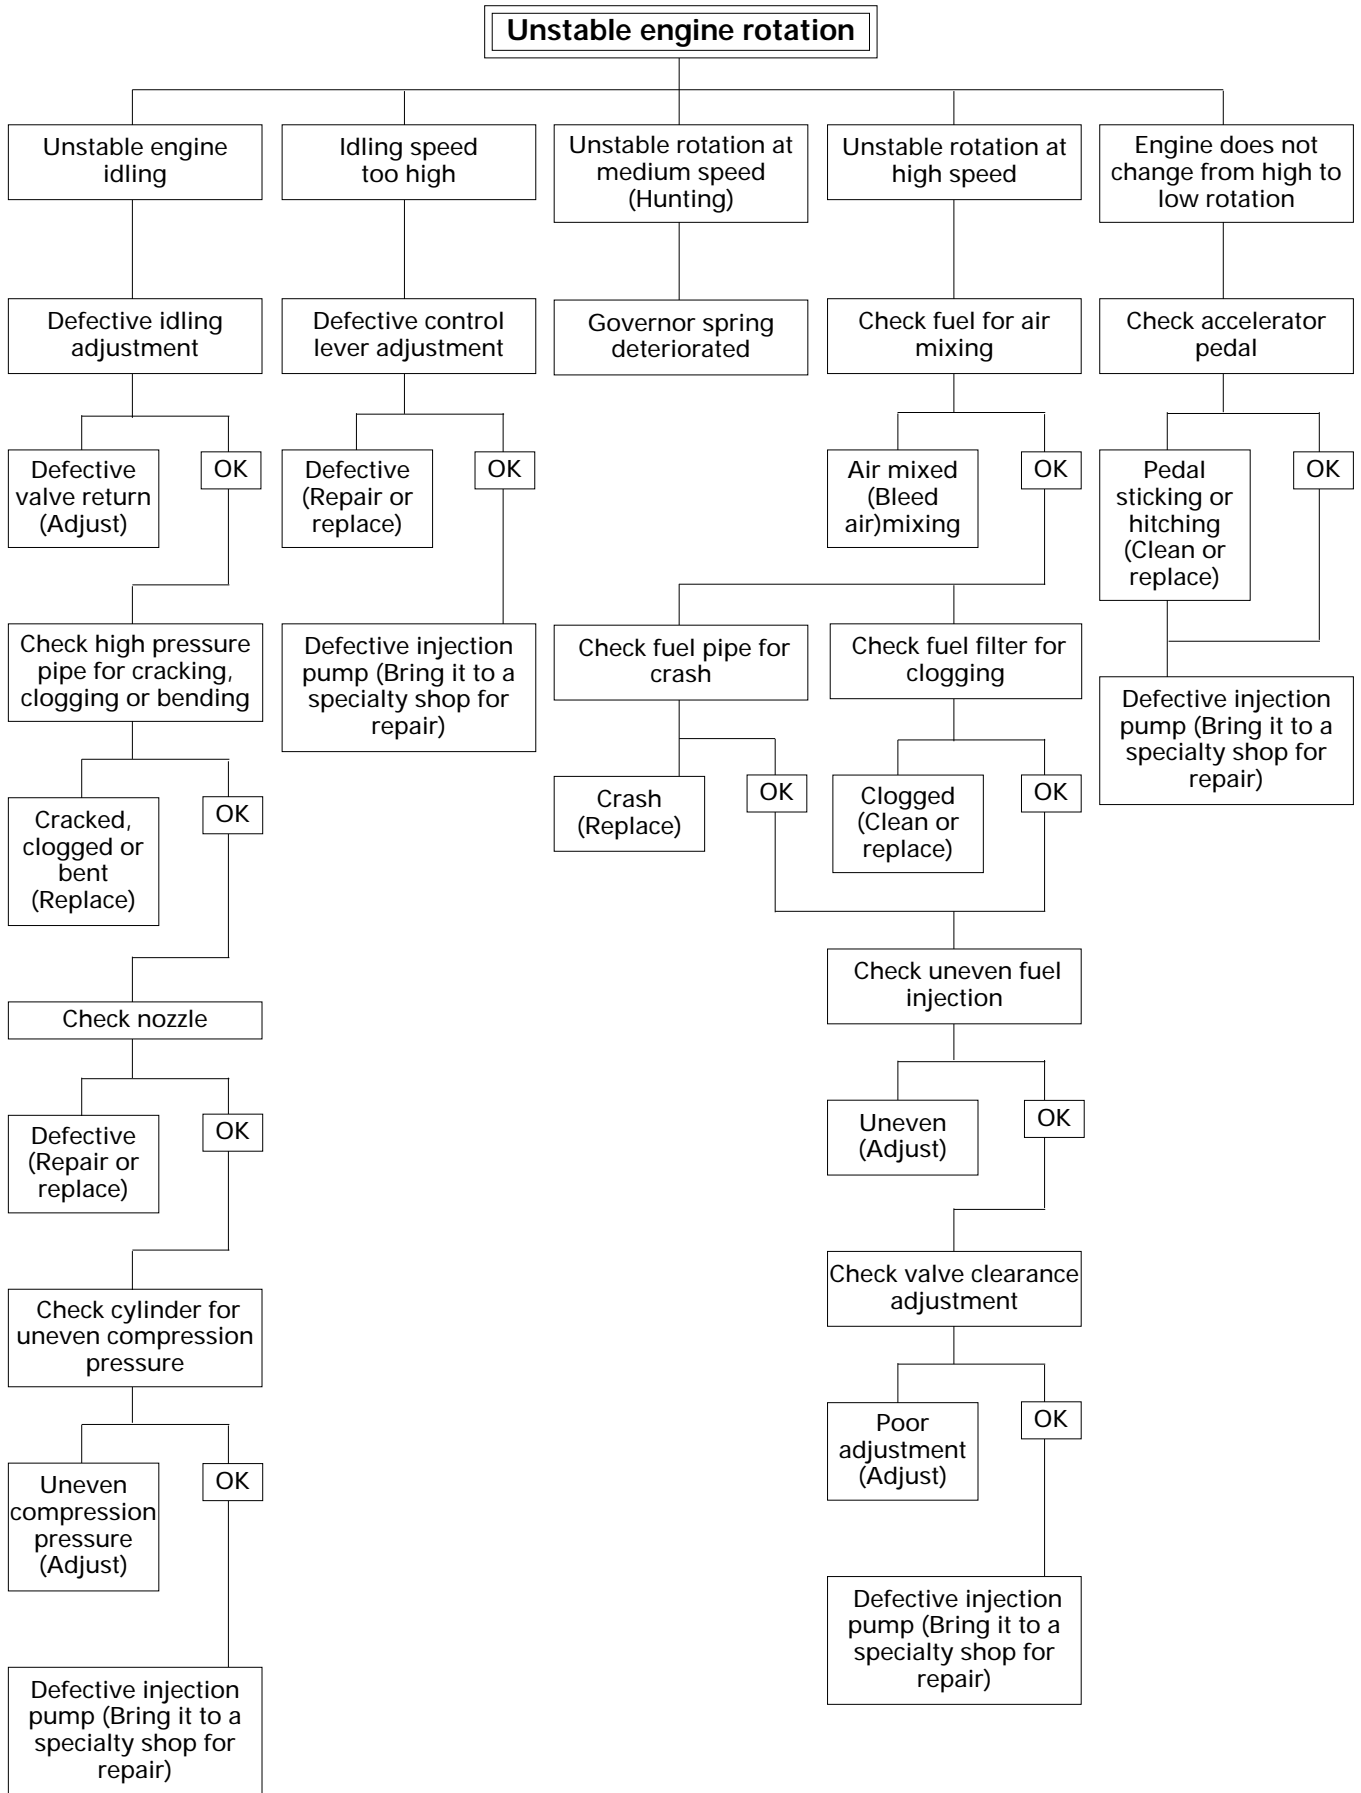 Unstable engine rotation
Unstable engine
idling
Idling speed
too high
Unstable rotation at
medium speed
(Hunting)
Unstable rotation at
high speed
Engine does not
change from high to
low rotation
Defective idling
adjustment
Defective control
lever adjustment
Governor spring
deteriorated
Check fuel for air
mixing
Check accelerator
pedal
Defective
valve return
(Adjust)
OK
Defective
(Repair or
replace)
OK
Air mixed
(Bleed
air)mixing
OK
Pedal
sticking or
hitching
(Clean or
replace)
OK
Check high pressure
pipe for cracking,
clogging or bending
Defective injection
pump (Bring it to a
specialty shop for
repair)
Check fuel pipe for
crash
Check fuel filter for
clogging
Defective injection
pump (Bring it to a
specialty shop for
repair)
Cracked,
clogged or
bent
(Replace)
OK
Crash
(Replace)
OK
Clogged
(Clean or
replace)
OK
Check nozzle
Check uneven fuel
injection
Defective
(Repair or
replace)
OK
Uneven
(Adjust)
OK
Check cylinder for
uneven compression
pressure
Check valve clearance
adjustment
Uneven
compression
pressure
(Adjust)
OK
Poor
adjustment
(Adjust)
OK
Defective injection
pump (Bring it to a
specialty shop for
repair)
Defective injection
pump (Bring it to a
specialty shop for
repair)